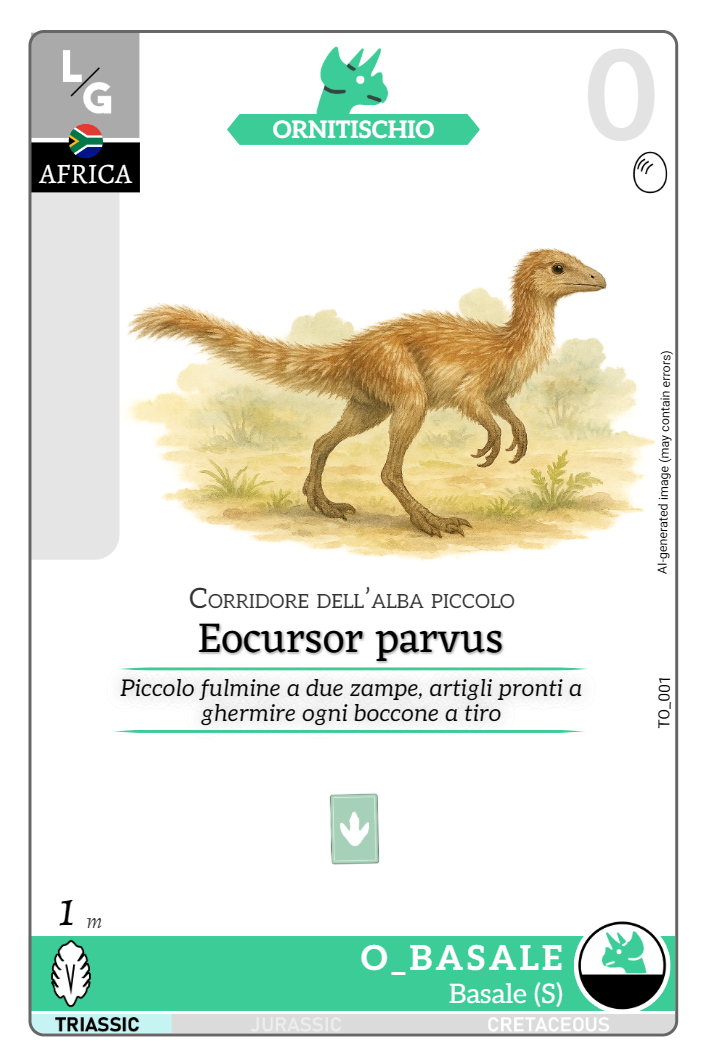 L/G
AFRICA
ORNITISCHIO
0
AI-generated image (may contain errors)
CORRIDORE DELL'ALBA PICCOLO
Eocursor parvus
Piccolo fulmine a due zampe, artigli pronti a
ghermire ogni boccone a tiro
TO_001
1 m
O_BASALE
Basale (S)
TRIASSIC JURASSIC CRETACEOUS